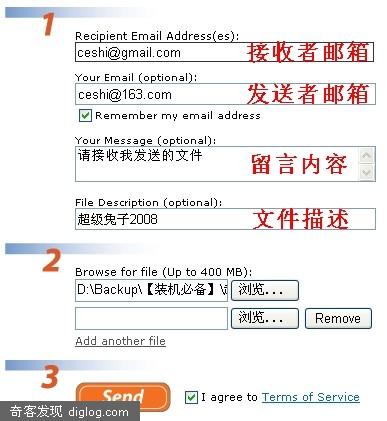 1
Recipient Email Address(es):
ceshi@gmail.com 接收者邮箱
Your Email (optional):
ceshi@163.com 发送者邮箱
Remember my email address
Your Message (optional):
请接收我发送的文件 留言内容
File Description (optional):
超级兔子2008 文件描述
2
Browse for file (Up to 400 MB):
D:\Backup\【装机必备】\ 浏览...
浏览... Remove
Add another file
3
Send I agree to Terms of Service
奇客发现 diglog.com